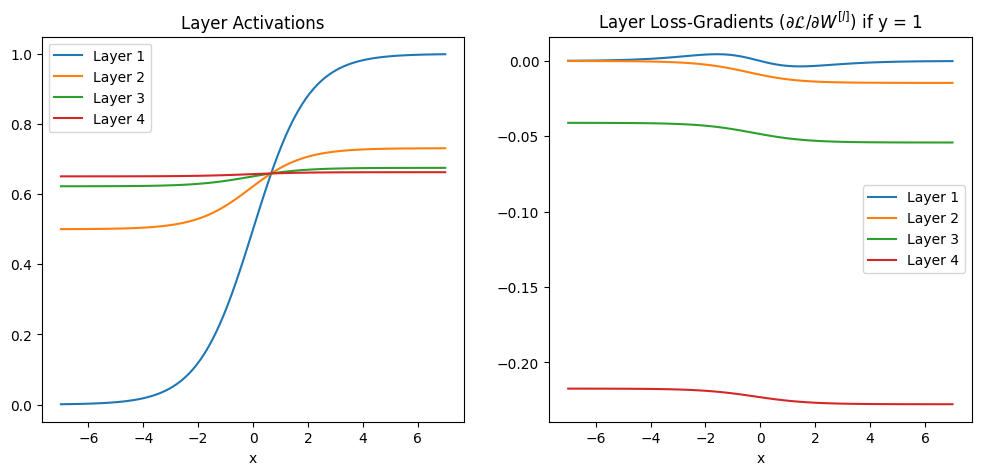 Layer Activations
1.0
0.8
0.6
0.4
0.2
0.0
Layer 1
Layer 2
Layer 3
Layer 4
−6
−4
−2
0
2
4
6
x
Layer Loss-Gradients (∂ℒ/∂W^[l]) if y = 1
0.00
−0.05
−0.10
−0.15
−0.20
Layer 1
Layer 2
Layer 3
Layer 4
−6
−4
−2
0
2
4
6
x